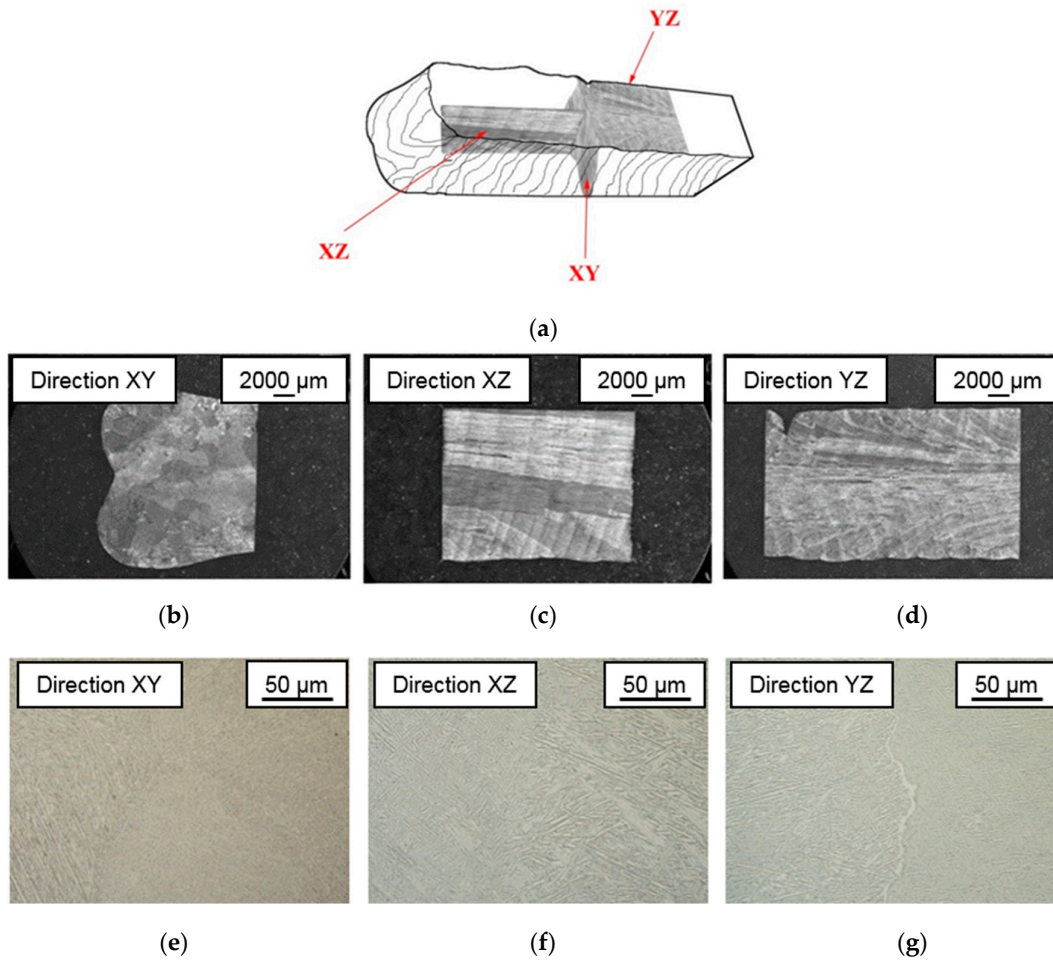 YZ
XZ
XY
(a)
Direction XY 2000 µm Direction XZ 2000 µm Direction YZ 2000 µm
(b) (c) (d)
Direction XY 50 µm Direction XZ 50 µm Direction YZ 50 µm
(e) (f) (g)